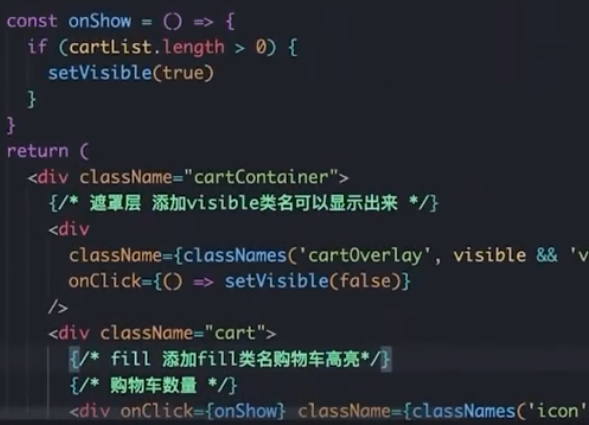 const onShow = () => {
if (cartList.length > 0) {
setVisible(true)
}
}
return (
<div className="cartContainer">
{/* 遮罩层 添加visible类名可以显示出来 */}
<div
className={classNames('cartOverlay', visible && 'v
onClick={() => setVisible(false)}
/>
<div className="cart">
{/* fill 添加fill类名购物车高亮*/}
{/* 购物车数量 */}
<div onClick={onShow} className={classNames('icon'